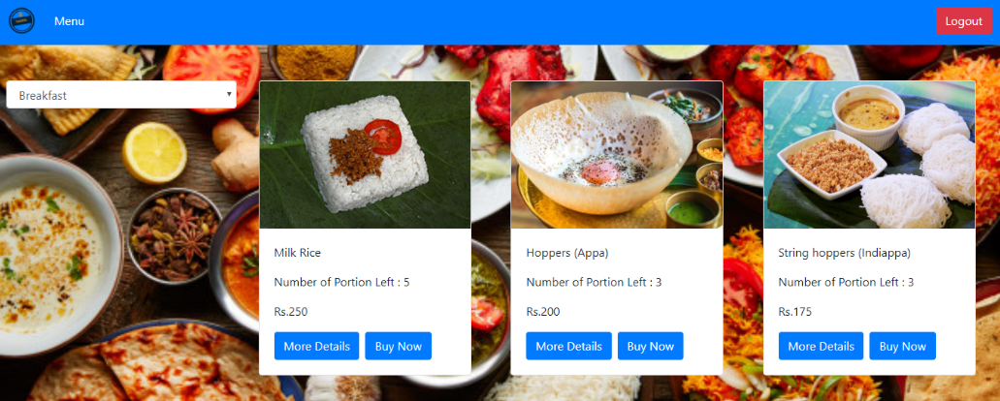 Menu
Logout
Breakfast
Milk Rice
Number of Portion Left : 5
Rs.250
More Details
Buy Now
Hoppers (Appa)
Number of Portion Left : 3
Rs.200
More Details
Buy Now
String hoppers (Indiappa)
Number of Portion Left : 3
Rs.175
More Details
Buy Now